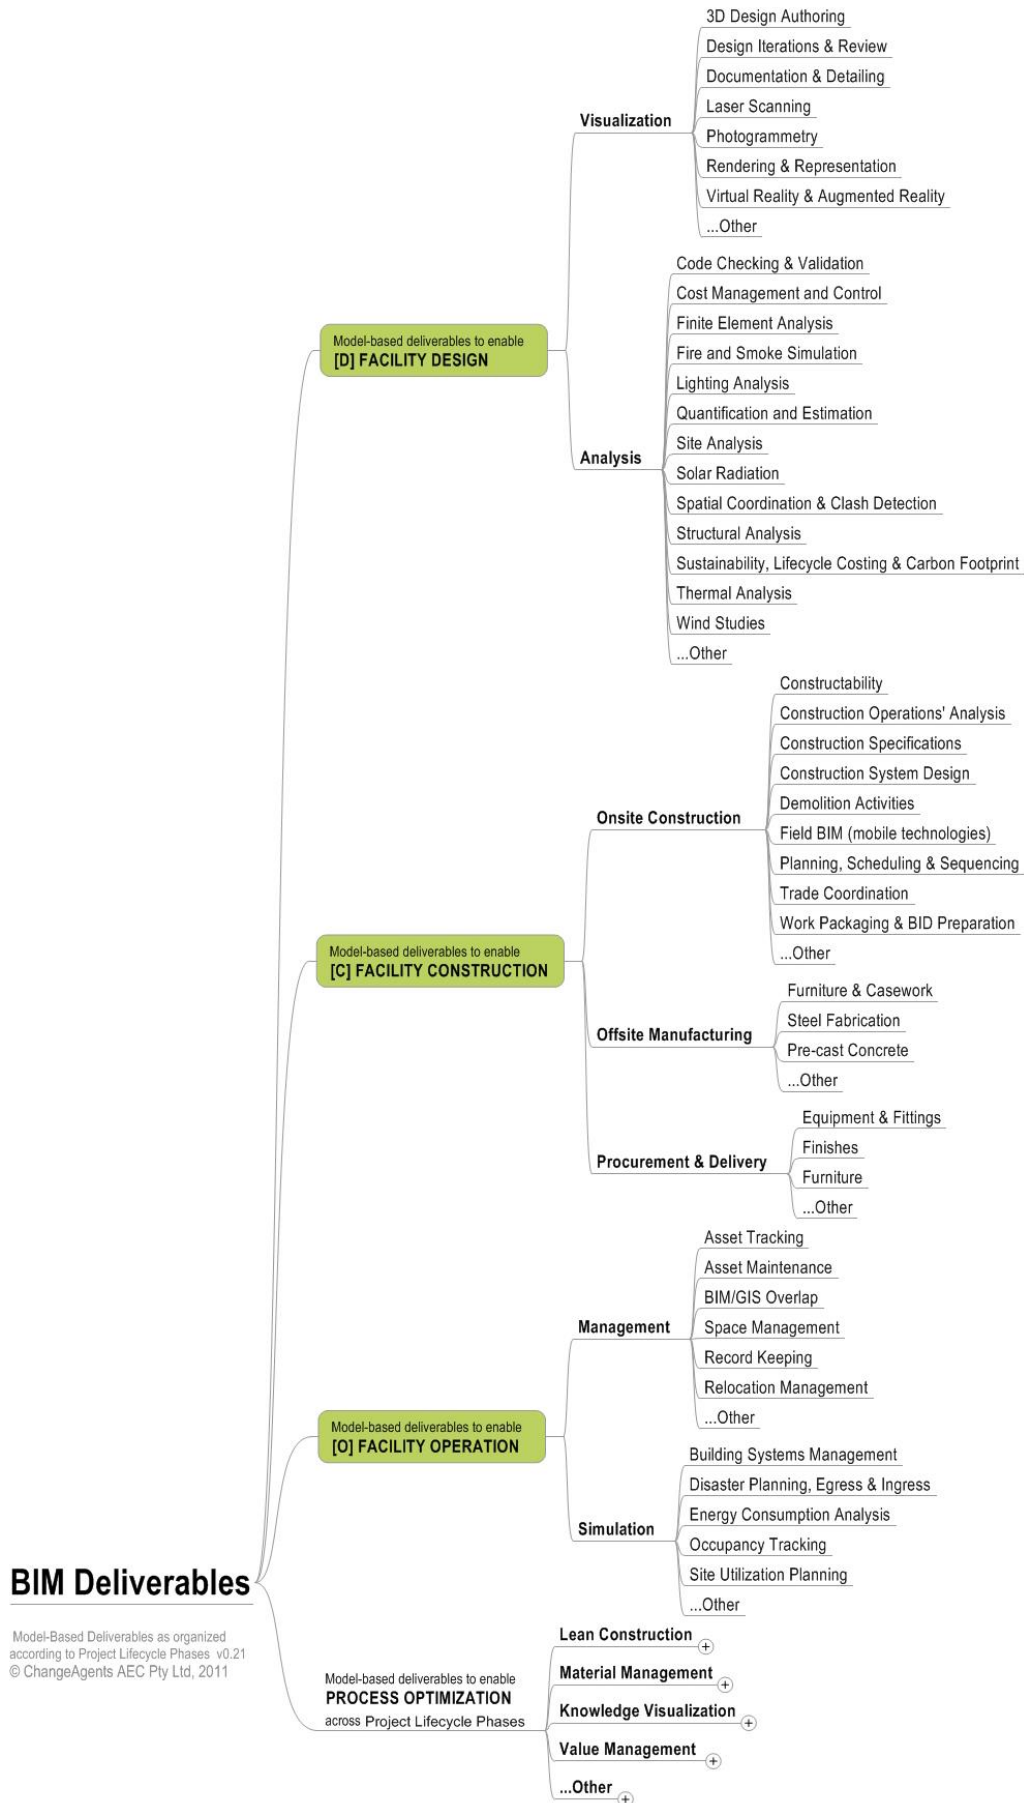 3D Design Authoring
Design Iterations & Review
Documentation & Detailing
Laser Scanning
Visualization
Photogrammetry
Rendering & Representation
Virtual Reality & Augmented Reality
...Other
Code Checking & Validation
Cost Management and Control
Finite Element Analysis
Model-based deliverables to enable
[D] FACILITY DESIGN
Fire and Smoke Simulation
Lighting Analysis
Quantification and Estimation
Site Analysis
Analysis
Solar Radiation
Spatial Coordination & Clash Detection
Structural Analysis
Sustainability, Lifecycle Costing & Carbon Footprint
Thermal Analysis
Wind Studies
...Other
Constructability
Construction Operations' Analysis
Construction Specifications
Construction System Design
Demolition Activities
Onsite Construction
Field BIM (mobile technologies)
Planning, Scheduling & Sequencing
Trade Coordination
Work Packaging & BID Preparation
...Other
Model-based deliverables to enable
[C] FACILITY CONSTRUCTION
Furniture & Casework
Steel Fabrication
Offsite Manufacturing
Pre-cast Concrete
...Other
Equipment & Fittings
Finishes
Procurement & Delivery
Furniture
...Other
Asset Tracking
Asset Maintenance
BIM/GIS Overlap
Management
Space Management
Record Keeping
Relocation Management
...Other
Model-based deliverables to enable
[O] FACILITY OPERATION
Building Systems Management
Disaster Planning, Egress & Ingress
Energy Consumption Analysis
Simulation
Occupancy Tracking
Site Utilization Planning
...Other
BIM Deliverables
Model-Based Deliverables as organized
according to Project Lifecycle Phases v0.21
© ChangeAgents AEC Pty Ltd, 2011
Model-based deliverables to enable
PROCESS OPTIMIZATION
across Project Lifecycle Phases
Lean Construction
Material Management
Knowledge Visualization
Value Management
...Other